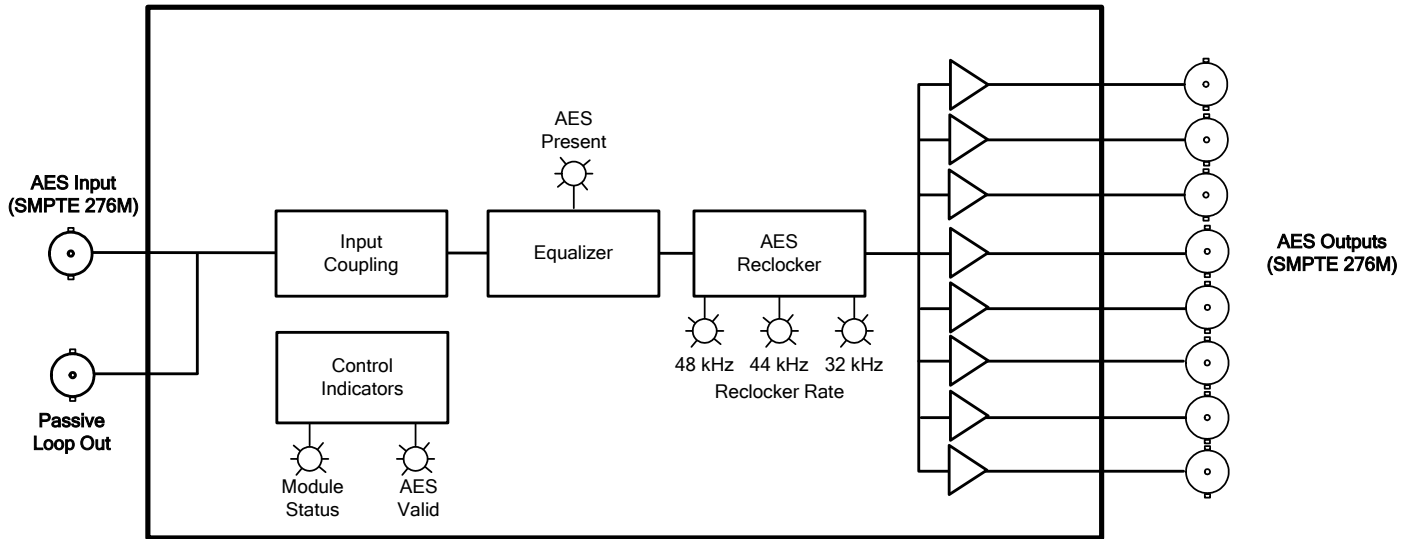 AES Input
(SMPTE 276M)
Passive
Loop Out
Input
Coupling
AES
Present
Equalizer
AES
Reclocker
48 kHz
44 kHz
32 kHz
Reclocker Rate
Control
Indicators
Module
Status
AES
Valid
AES Outputs
(SMPTE 276M)